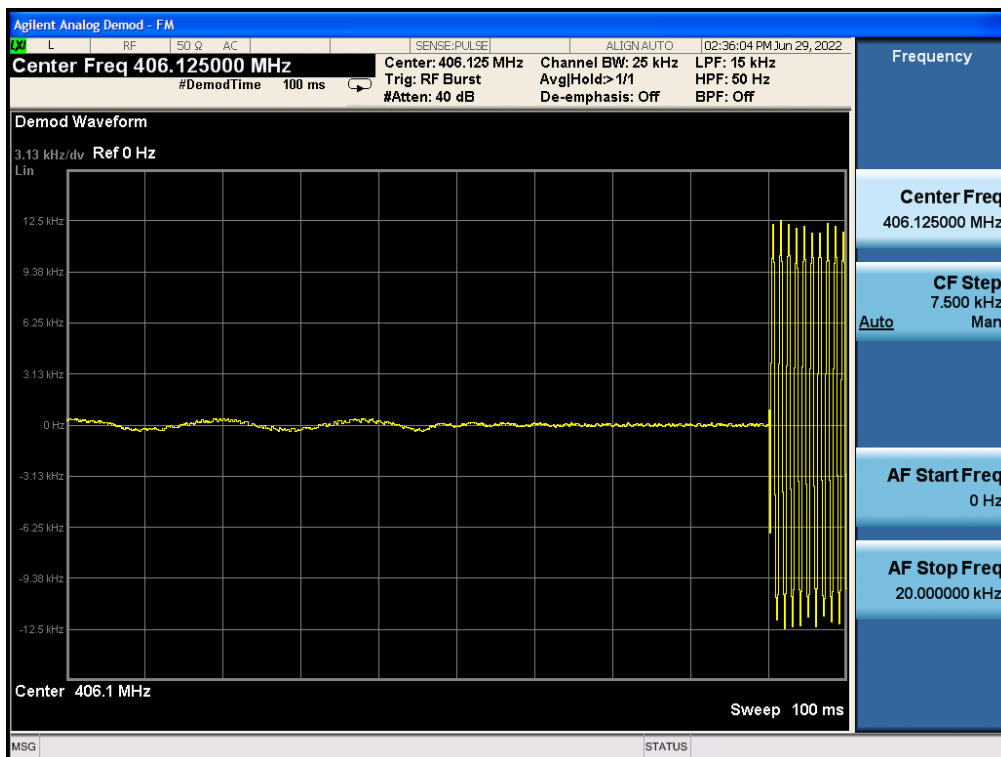 Agilent Analog Demod - FM
LXI L RF 50 Ω AC SENSE:PULSE ALIGN AUTO 02:36:04 PM Jun 29, 2022
Center Freq 406.125000 MHz
#DemodTime 100 ms
Center: 406.125 MHz Channel BW: 25 kHz LPF: 15 kHz
Trig: RF Burst Avg|Hold:>1/1 HPF: 50 Hz
#Atten: 40 dB De-emphasis: Off BPF: Off
Demod Waveform
3.13 kHz/dv Ref 0 Hz
Lin
12.5 kHz
9.38 kHz
6.25 kHz
3.13 kHz
0 Hz
-3.13 kHz
-6.25 kHz
-9.38 kHz
-12.5 kHz
Center 406.1 MHz
Sweep 100 ms
Frequency
Center Freq
406.125000 MHz
CF Step
7.500 kHz
Auto Man
AF Start Freq
0 Hz
AF Stop Freq
20.000000 kHz
MSG STATUS